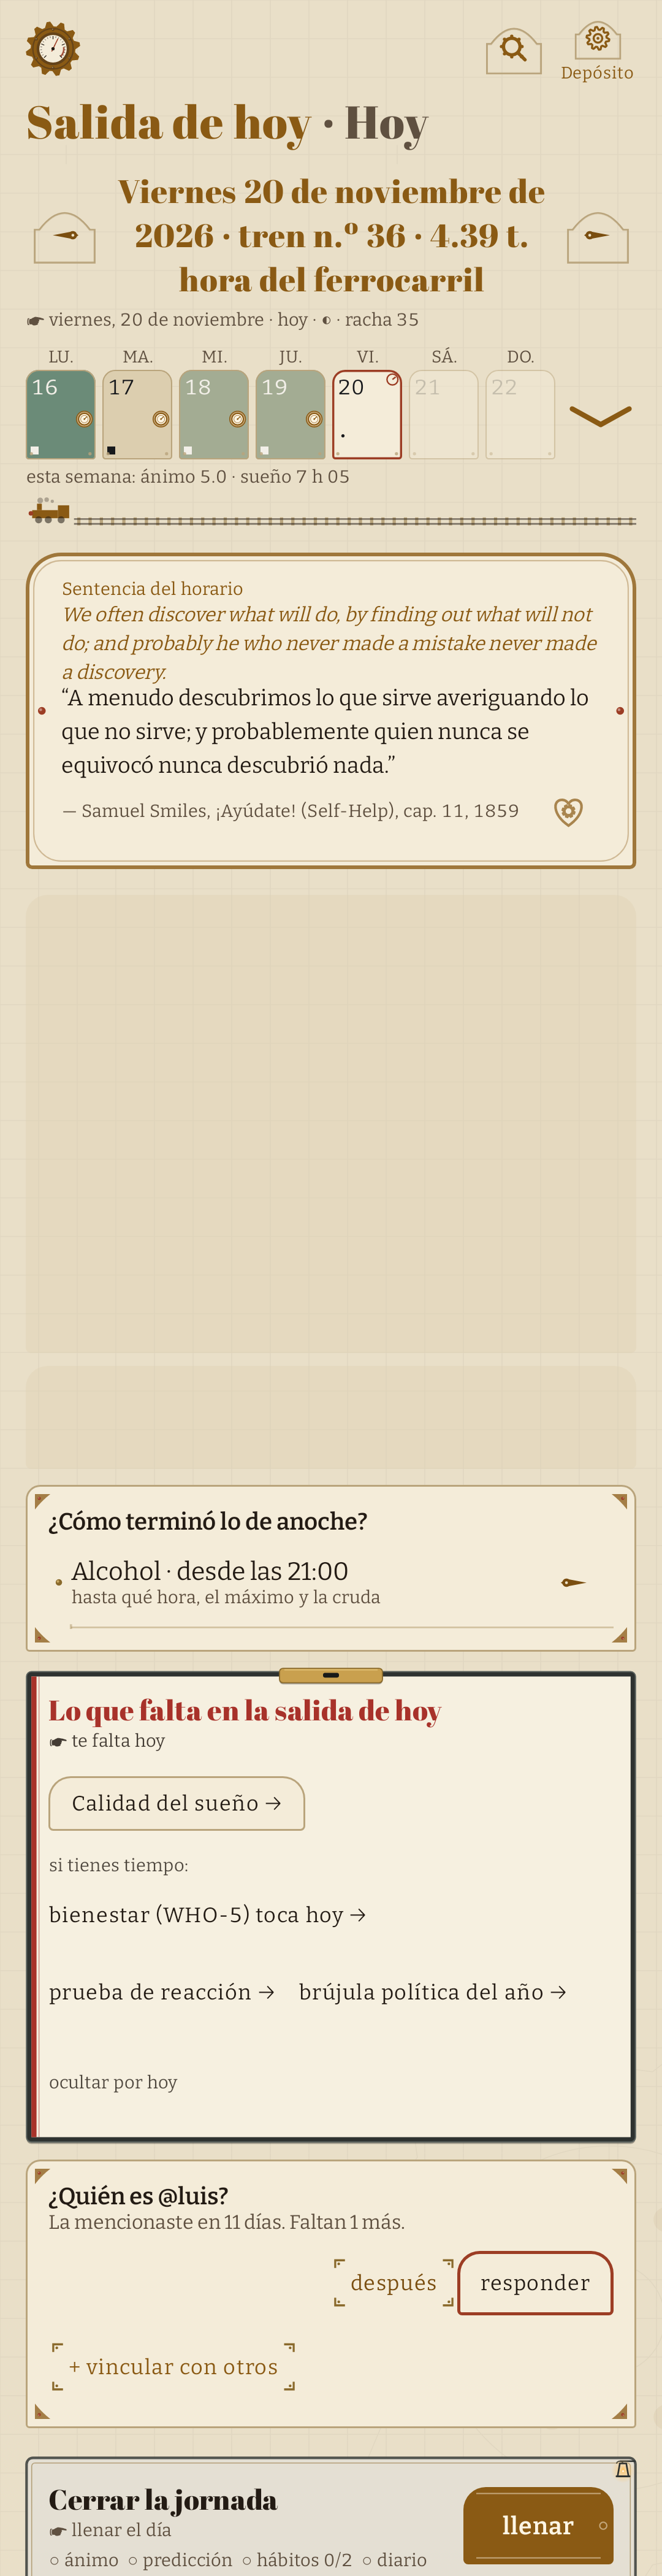 Depósito
Salida de hoy · Hoy
Viernes 20 de noviembre de
2026 · tren n.º 36 · 4.39 t.
hora del ferrocarril
☛ viernes, 20 de noviembre · hoy · ◐ · racha 35
LU. MA. MI. JU. VI. SÁ. DO.
16 17 18 19 20 21 22
esta semana: ánimo 5.0 · sueño 7 h 05
Sentencia del horario
We often discover what will do, by finding out what will not
do; and probably he who never made a mistake never made
a discovery.
“A menudo descubrimos lo que sirve averiguando lo
que no sirve; y probablemente quien nunca se
equivocó nunca descubrió nada.”
— Samuel Smiles, ¡Ayúdate! (Self-Help), cap. 11, 1859
¿Cómo terminó lo de anoche?
Alcohol · desde las 21:00
hasta qué hora, el máximo y la cruda
Lo que falta en la salida de hoy
☛ te falta hoy
Calidad del sueño →
si tienes tiempo:
bienestar (WHO-5) toca hoy →
prueba de reacción → brújula política del año →
ocultar por hoy
¿Quién es @luis?
La mencionaste en 11 días. Faltan 1 más.
después responder
+ vincular con otros
Cerrar la jornada
☛ llenar el día
llenar
○ ánimo ○ predicción ○ hábitos 0/2 ○ diario